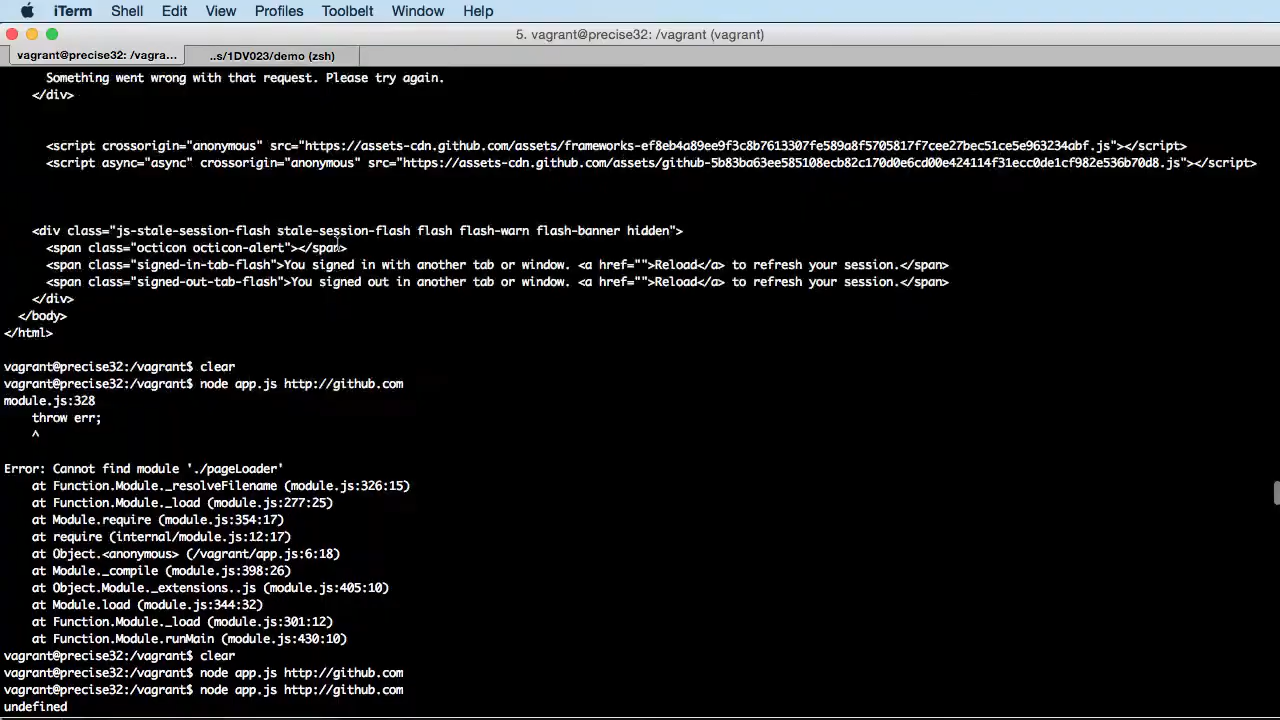 iTerm Shell Edit View Profiles Toolbelt Window Help
5. vagrant@precise32: /vagrant (vagrant)
vagrant@precise32: /vagra... ..s/1DV023/demo (zsh)
Something went wrong with that request. Please try again.
</div>
<script crossorigin="anonymous" src="https://assets-cdn.github.com/assets/frameworks-ef8eb4a89ee9f3c8b7613307fe589a8f5705817f7cee27bec51ce5e963234abf.js"></script>
<script async="async" crossorigin="anonymous" src="https://assets-cdn.github.com/assets/github-5b83ba63ee585108ecb82c170d0e6cd00e424114f31ecc0de1cf982e536b70d8.js"></script>
<div class="js-stale-session-flash stale-session-flash flash flash-warn flash-banner hidden">
<span class="octicon octicon-alert"></span>
<span class="signed-in-tab-flash">You signed in with another tab or window. <a href="">Reload</a> to refresh your session.</span>
<span class="signed-out-tab-flash">You signed out in another tab or window. <a href="">Reload</a> to refresh your session.</span>
</div>
</body>
</html>
vagrant@precise32:/vagrant$ clear
vagrant@precise32:/vagrant$ node app.js http://github.com
module.js:328
throw err;
^
Error: Cannot find module './pageLoader'
at Function.Module._resolveFilename (module.js:326:15)
at Function.Module._load (module.js:277:25)
at Module.require (module.js:354:17)
at require (internal/module.js:12:17)
at Object.<anonymous> (/vagrant/app.js:6:18)
at Module._compile (module.js:398:26)
at Object.Module._extensions..js (module.js:405:10)
at Module.load (module.js:344:32)
at Function.Module._load (module.js:301:12)
at Function.Module.runMain (module.js:430:10)
vagrant@precise32:/vagrant$ clear
vagrant@precise32:/vagrant$ node app.js http://github.com
vagrant@precise32:/vagrant$ node app.js http://github.com
undefined